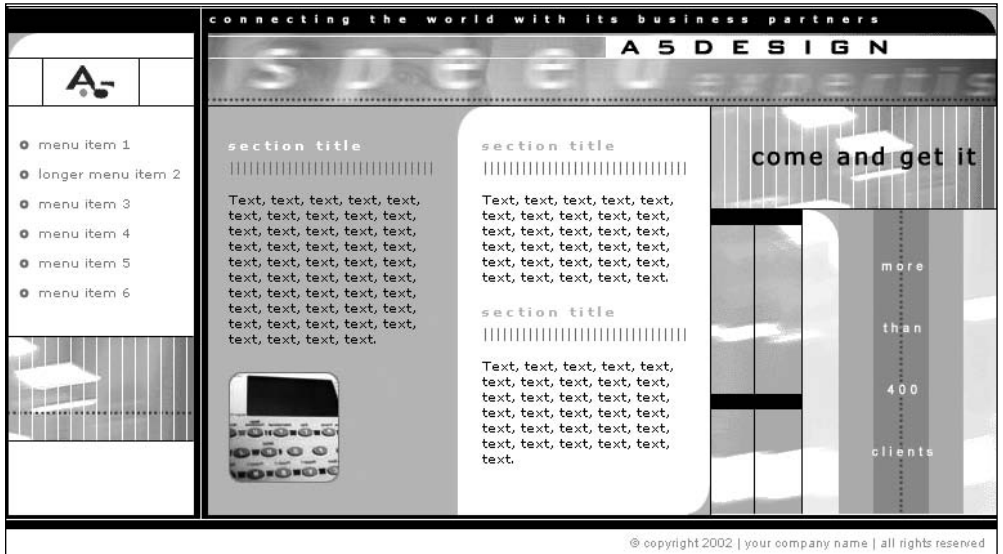 connecting the world with its business partners
A5DESIGN
speed
expertis
A5
menu item 1
longer menu item 2
menu item 3
menu item 4
menu item 5
menu item 6
section title
Text, text, text, text, text,
text, text, text, text, text,
text, text, text, text, text,
text, text, text, text, text,
text, text, text, text, text,
text, text, text, text, text,
text, text, text, text, text,
text, text, text, text, text,
text, text, text, text, text,
text, text, text, text.
section title
Text, text, text, text, text,
text, text, text, text, text,
text, text, text, text, text,
text, text, text, text, text,
text, text, text, text, text,
text, text, text, text, text.
section title
Text, text, text, text, text,
text, text, text, text, text,
text, text, text, text, text,
text, text, text, text, text,
text, text, text, text, text,
text, text, text, text, text,
text.
come and get it
more
than
400
clients
© copyright 2002 | your company name | all rights reserved